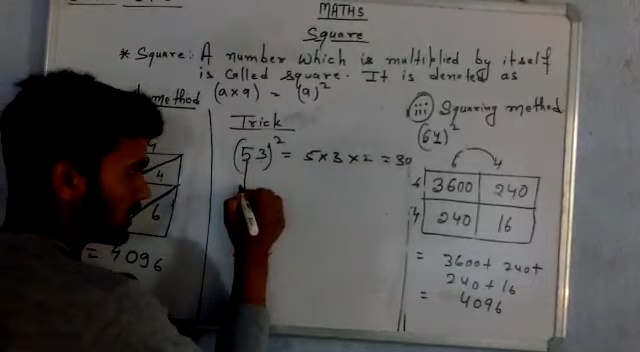 MATHS
Square
* Square: A number which is multiplied by itself
is called square. It is denoted as
method (a×a) = (a)²
Trick
(53)² = 5×3×2 = 30
4
4
6
= 4096
(iii) Squaring method
(64)²
6 4
6 3600 240
4 240 16
= 3600 + 240 +
240 + 16
= 4096